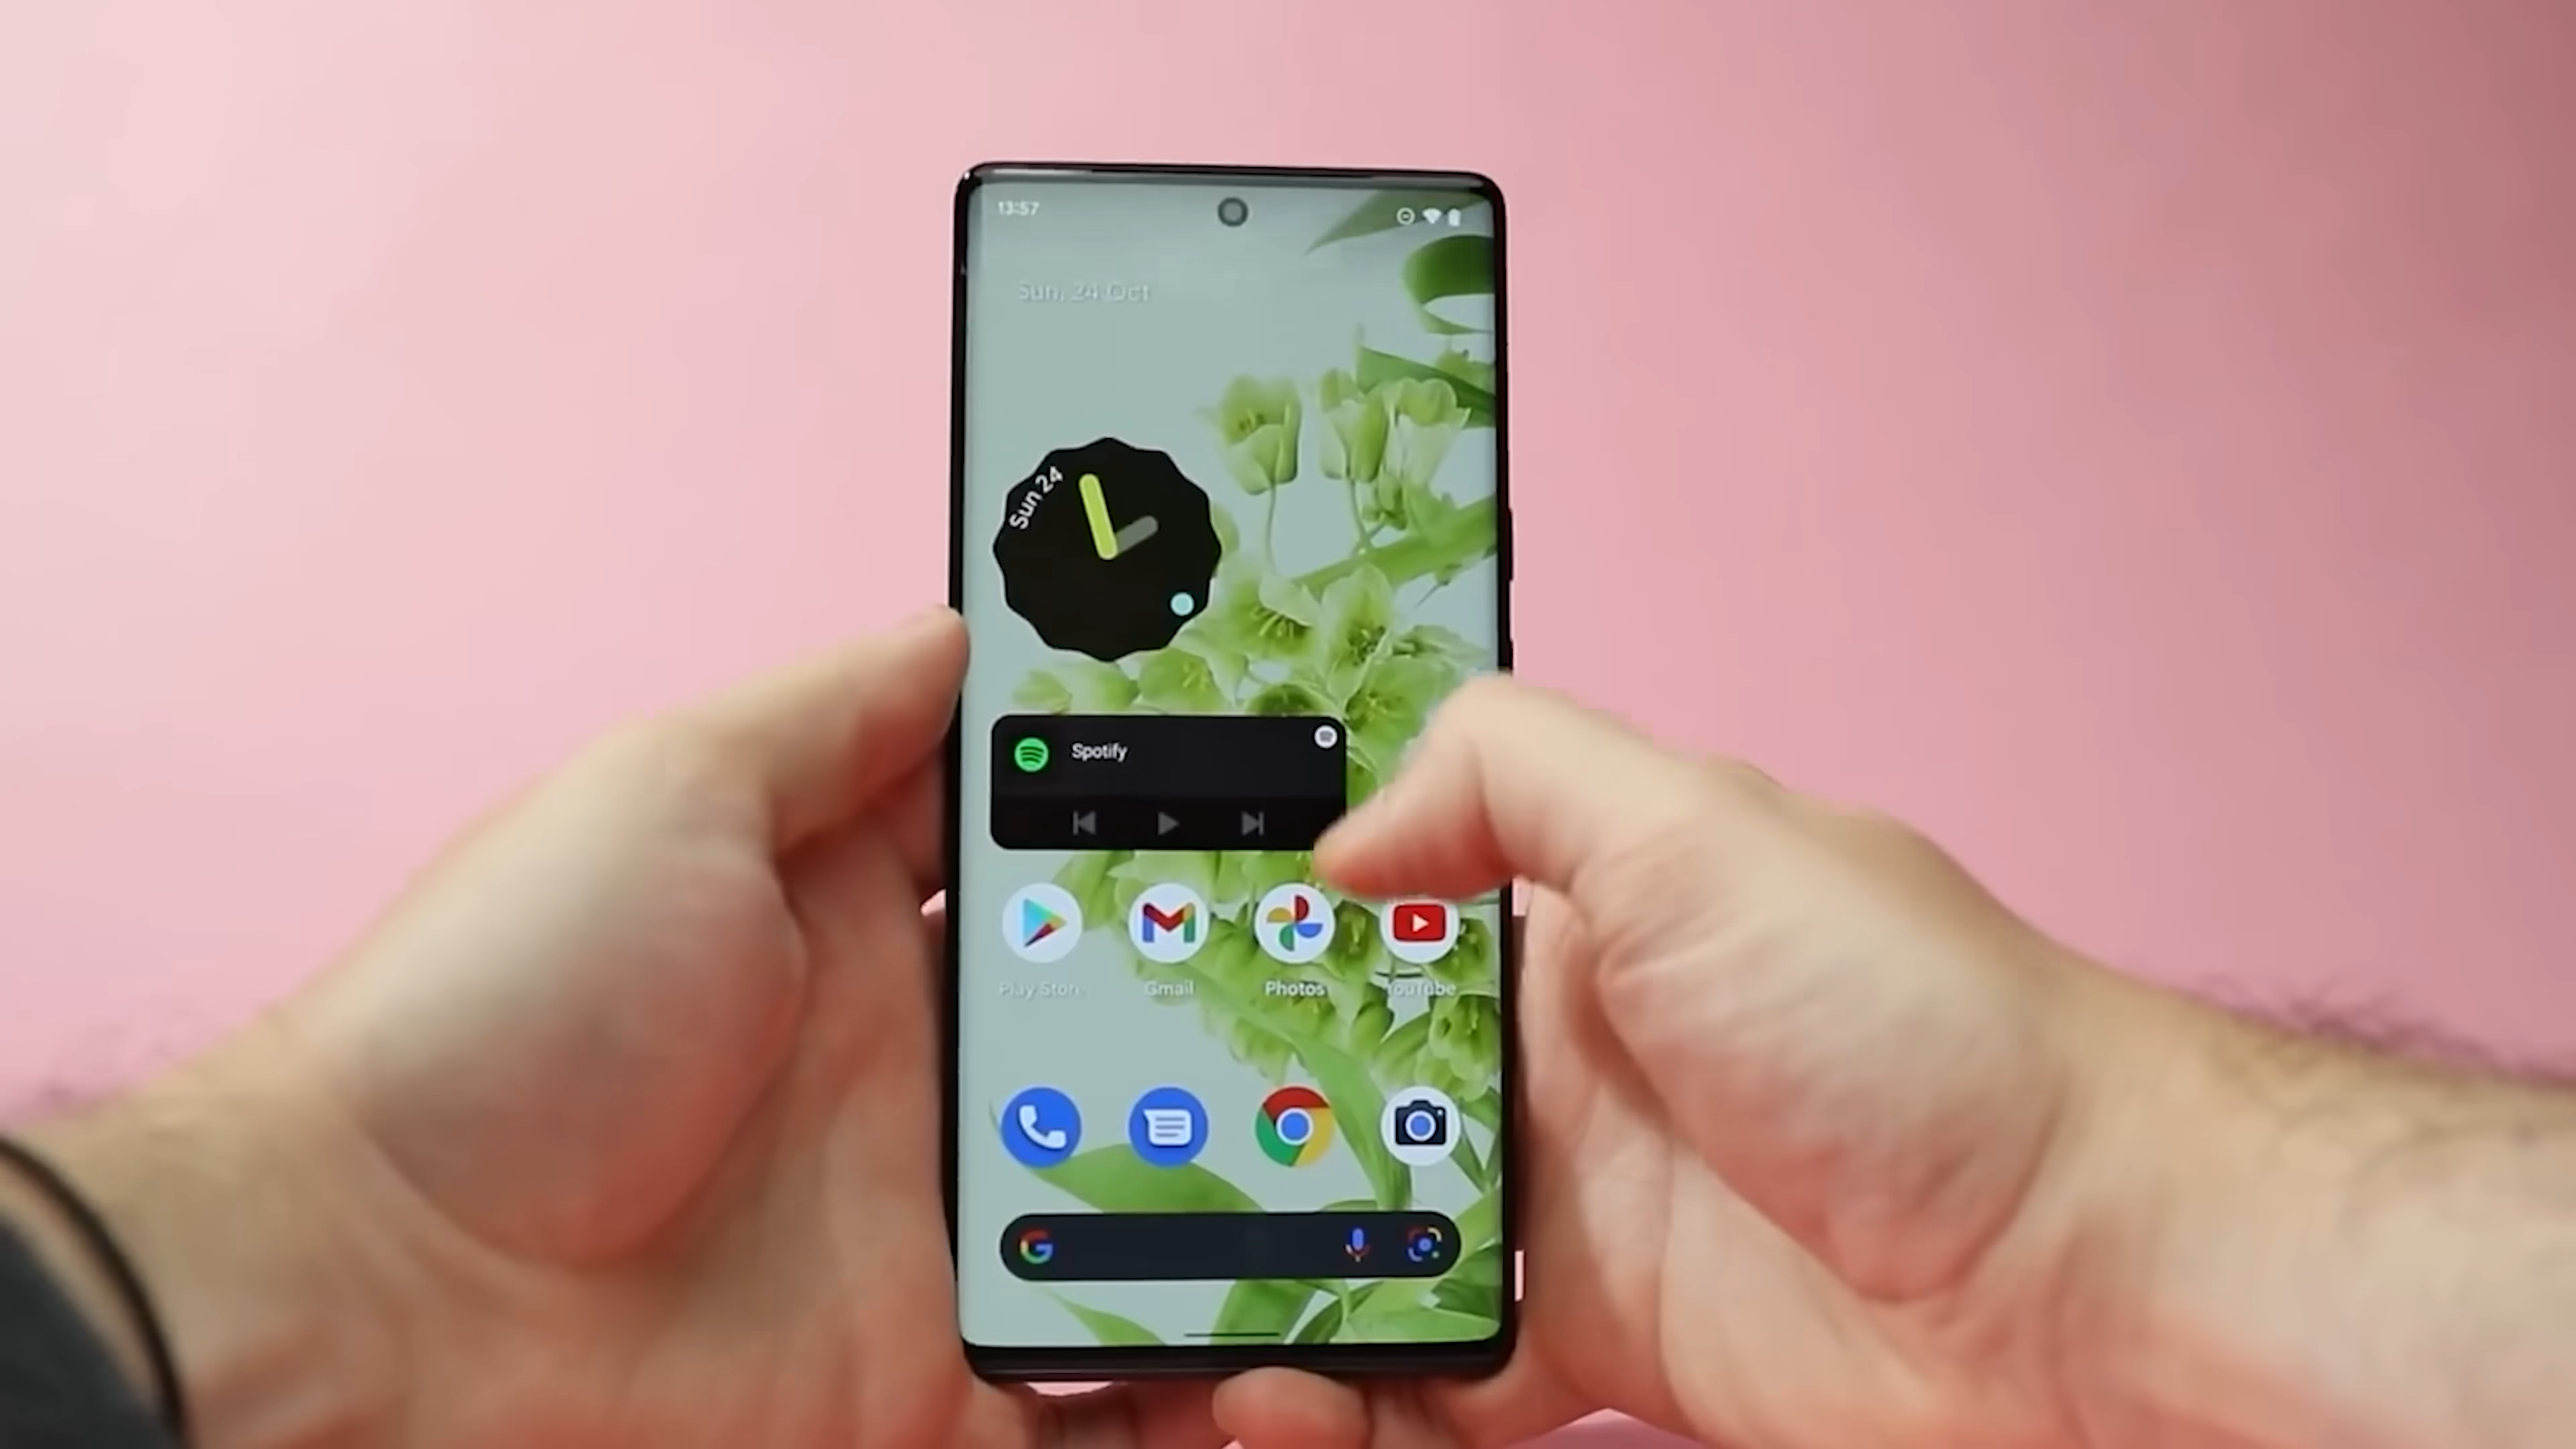 13:57
Sun, 24 Oct
Sun 24
Spotify
Play Store
Gmail
Photos
YouTube